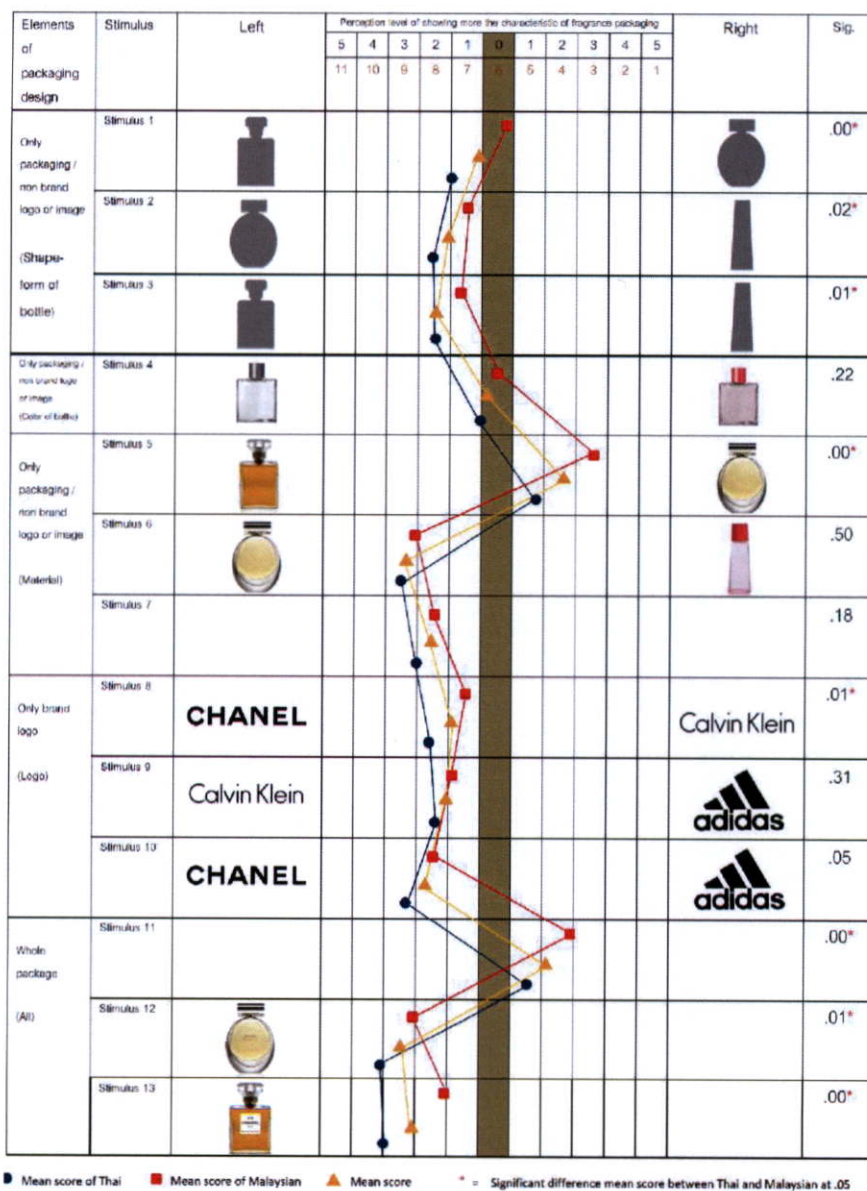 Elements
of
packaging
design
Stimulus
Left
Perception level of showing more the characteristic of fragrance packaging
5 4 3 2 1 0 1 2 3 4 5
11 10 9 8 7 6 5 4 3 2 1
Right
Sig.
Only
packaging /
non brand
logo or image
(Shape-
form of
bottle)
Stimulus 1
.00*
Stimulus 2
.02*
Stimulus 3
.01*
Only packaging /
non brand logo
or image
(Color of bottle)
Stimulus 4
.22
Only
packaging /
non brand
logo or image
(Material)
Stimulus 5
.00*
Stimulus 6
.50
Stimulus 7
.18
Only brand
logo
(Logo)
Stimulus 8
CHANEL
Calvin Klein
.01*
Stimulus 9
Calvin Klein
adidas
.31
Stimulus 10
CHANEL
adidas
.05
Whole
package
(All)
Stimulus 11
.00*
Stimulus 12
.01*
Stimulus 13
.00*
Mean score of Thai Mean score of Malaysian Mean score * = Significant difference mean score between Thai and Malaysian at .05